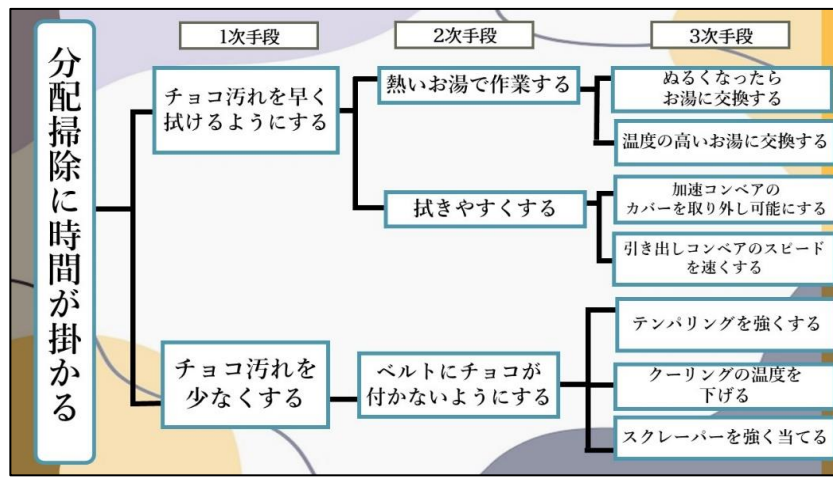 分配掃除に時間が掛かる
1次手段
2次手段
3次手段
チョコ汚れを早く
拭けるようにする
熱いお湯で作業する
ぬるくなったら
お湯に交換する
温度の高いお湯に交換する
拭きやすくする
加速コンベアの
カバーを取り外し可能にする
引き出しコンベアのスピード
を速くする
チョコ汚れを
少なくする
ベルトにチョコが
付かないようにする
テンパリングを強くする
クーリングの温度を
下げる
スクレーパーを強く当てる